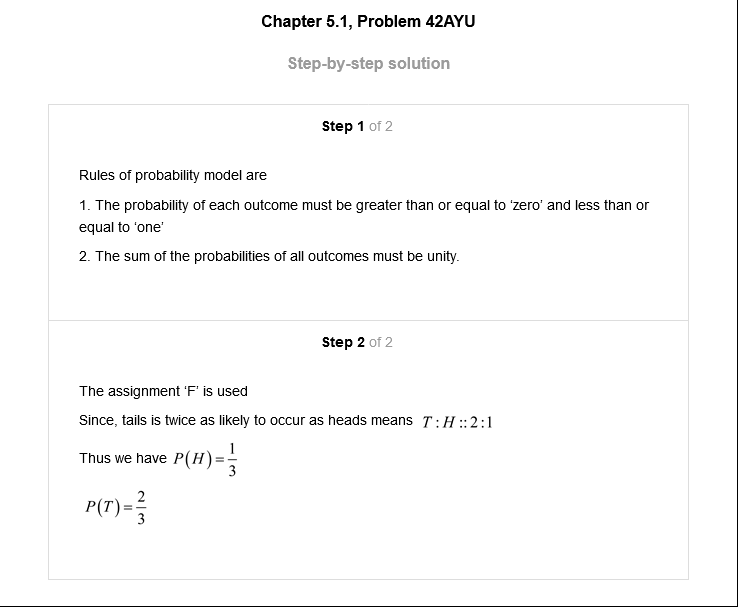 Chapter 5.1, Problem 42AYU
Step-by-step solution
Step 1 of 2
Rules of probability model are
1. The probability of each outcome must be greater than or equal to ‘zero’ and less than or
equal to ‘one’
2. The sum of the probabilities of all outcomes must be unity.
Step 2 of 2
The assignment ‘F’ is used
Since, tails is twice as likely to occur as heads means T : H :: 2 : 1
Thus we have P(H) = 1/3
P(T) = 2/3